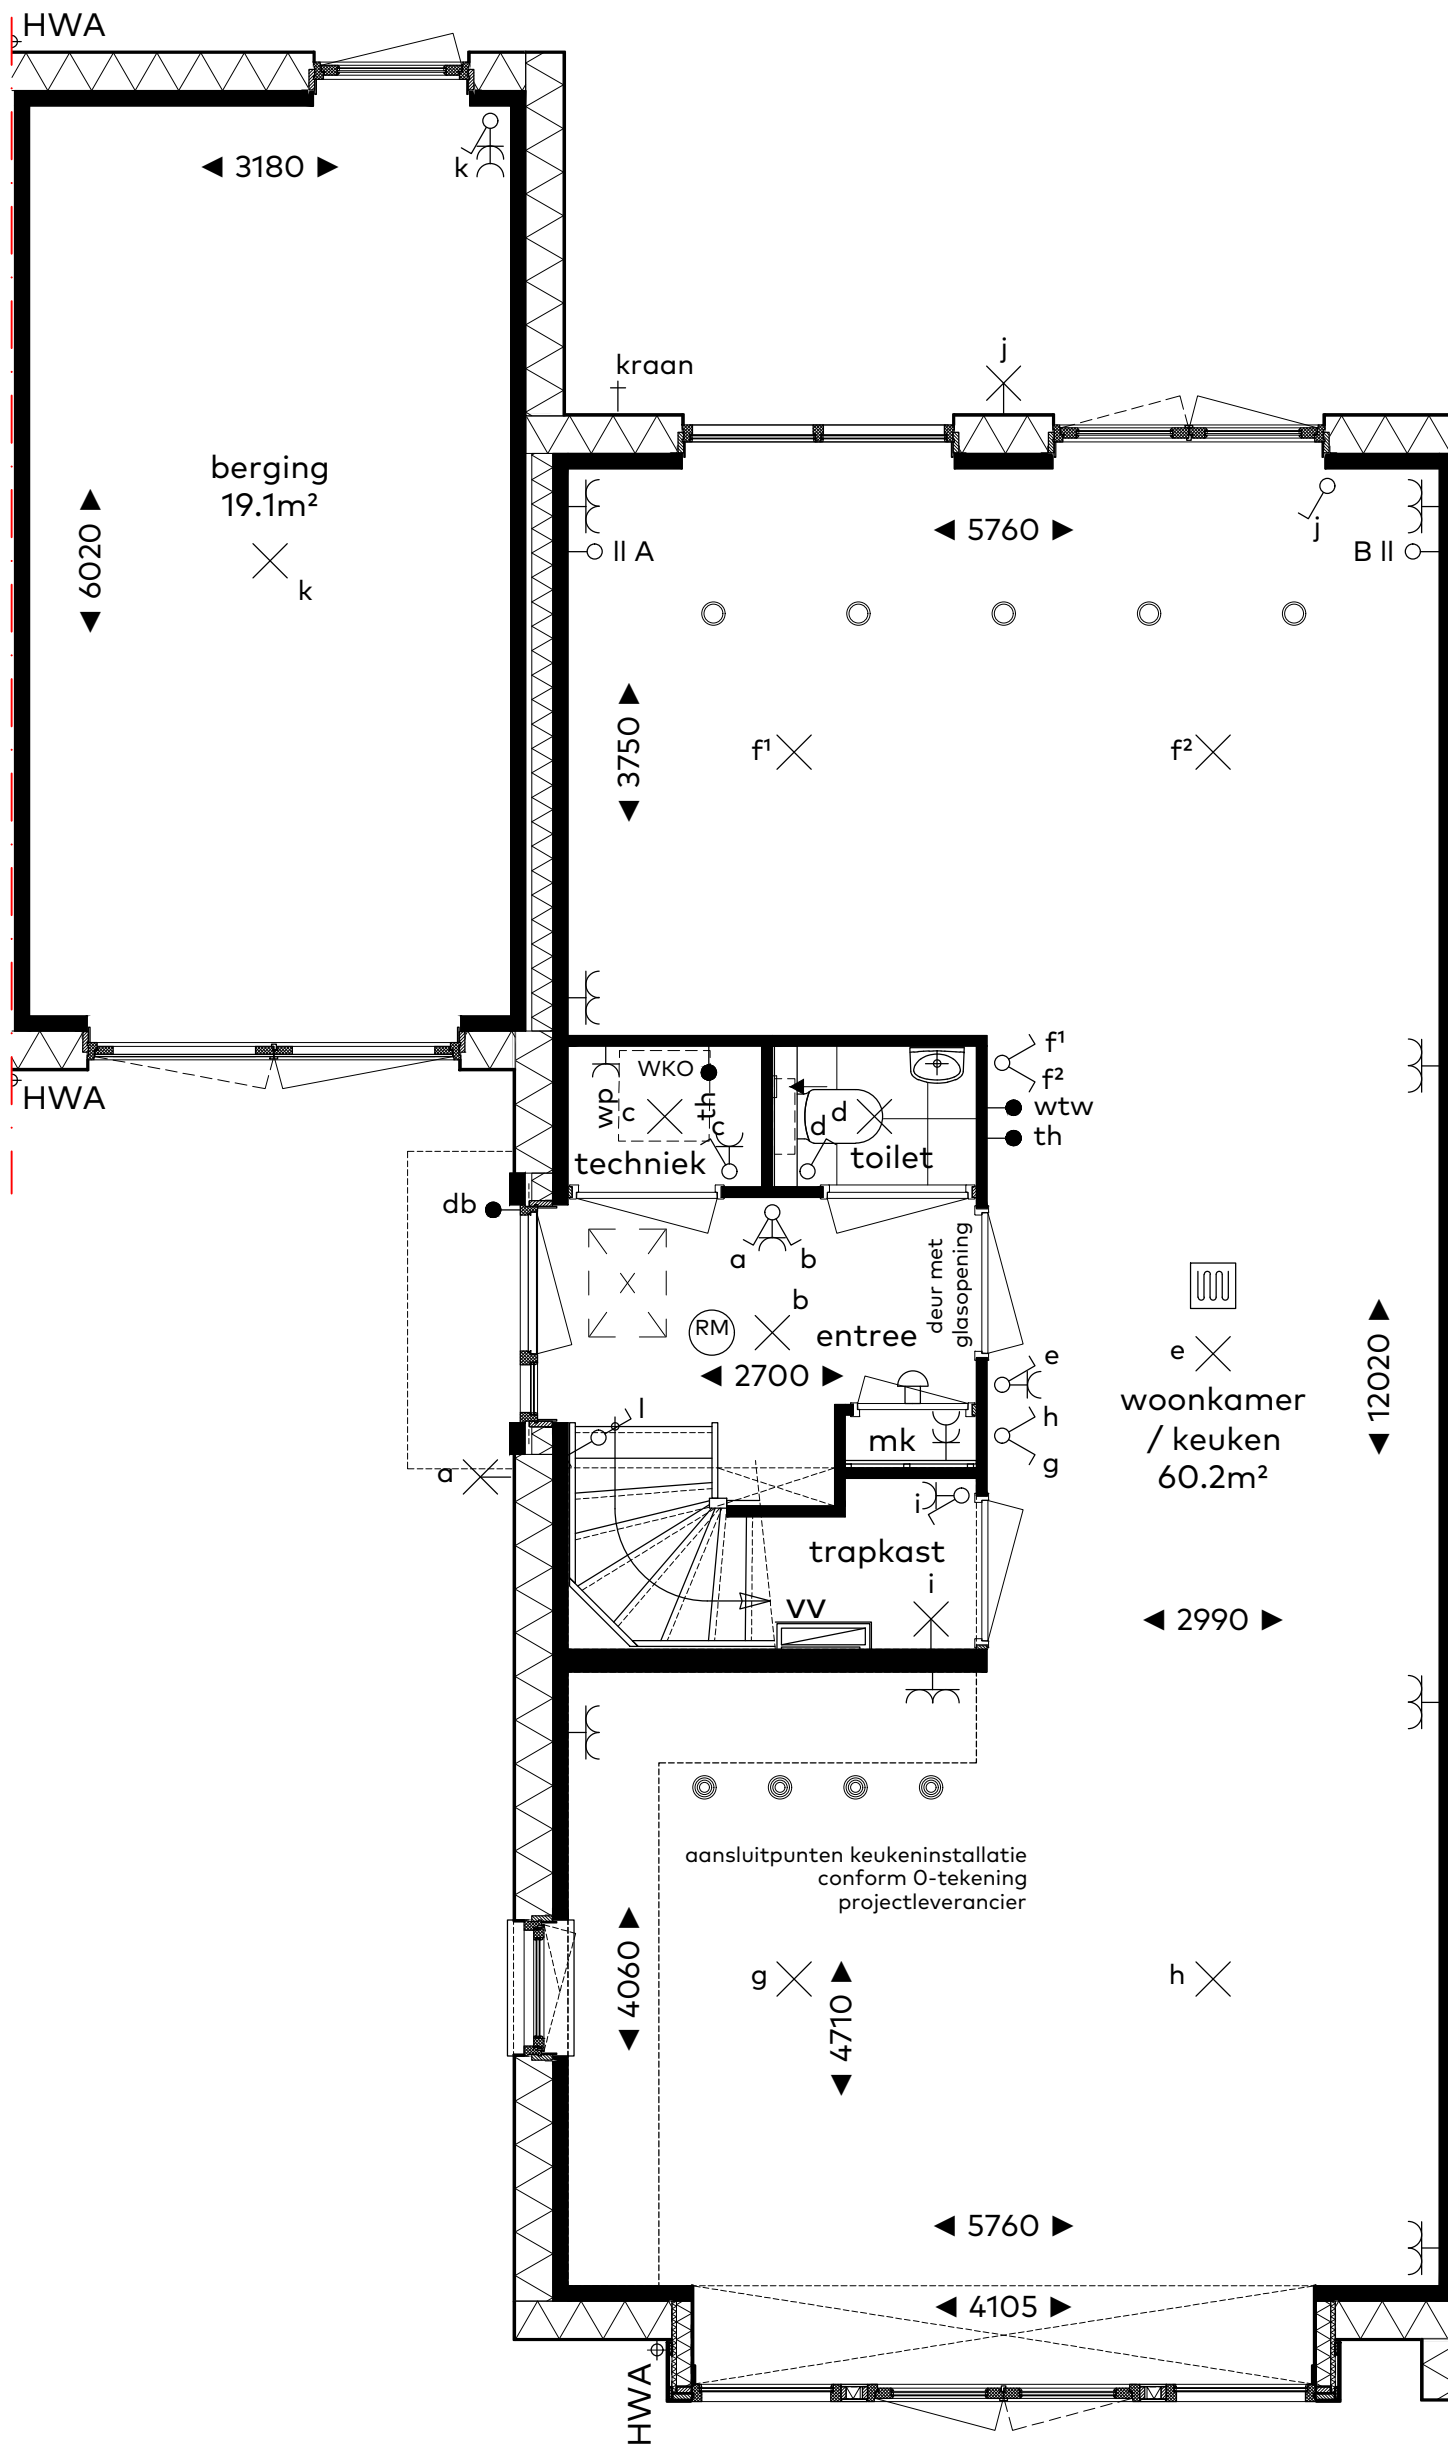 HWA
3180
k
kraan
j
berging
19.1m²
6020
k
5760
j
ll A
B ll
3750
f¹
f²
HWA
f¹
f²
wtw
th
wp
WKO
th
c
c
techniek
d
d
toilet
db
a
b
deur met
glasopening
b
RM
entree
2700
e
e
h
g
woonkamer
/ keuken
60.2m²
12020
l
mk
a
i
trapkast
i
vv
2990
aansluitpunten keukeninstallatie
conform 0-tekening
projectleverancier
4060
g
4710
h
5760
4105
HWA